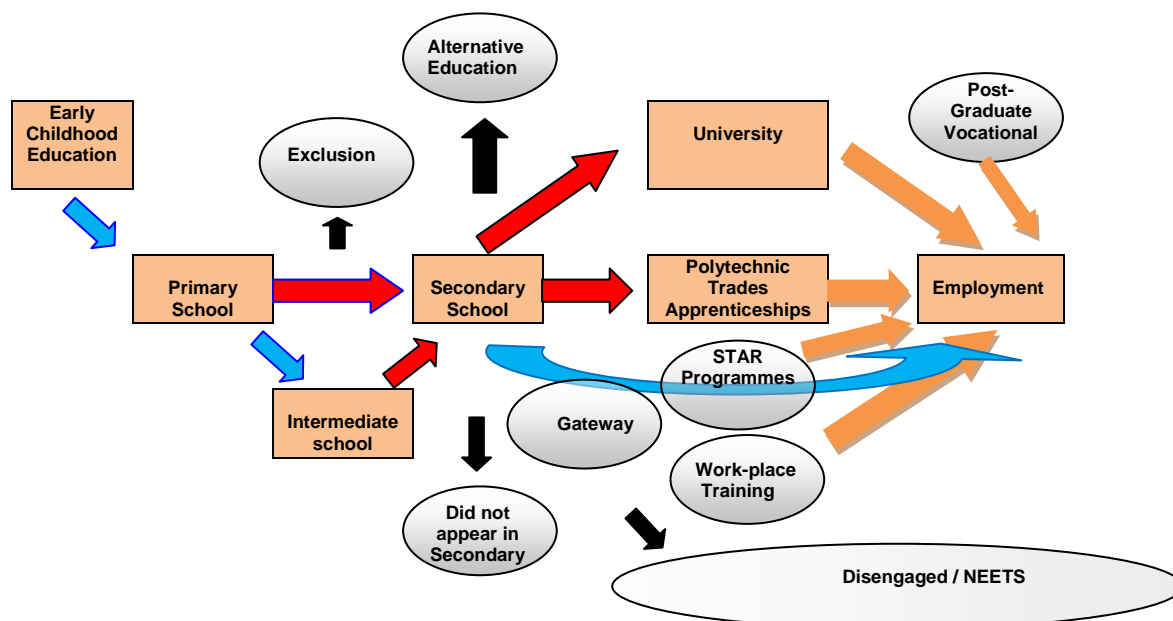 Alternative
Education
Early
Childhood
Education
Post-
Graduate
Vocational
University
Exclusion
Primary
School
Secondary
School
Polytechnic
Trades
Apprenticeships
Employment
STAR
Programmes
Intermediate
school
Gateway
Work-place
Training
Did not
appear in
Secondary
Disengaged / NEETS